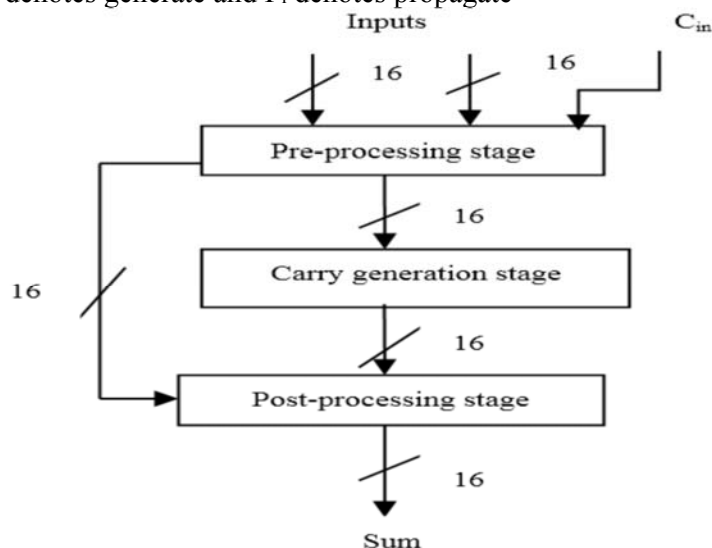 denotes generate and
denotes propagate
Inputs
C_in
16
16
Pre-processing stage
16
Carry generation stage
16
16
Post-processing stage
16
Sum